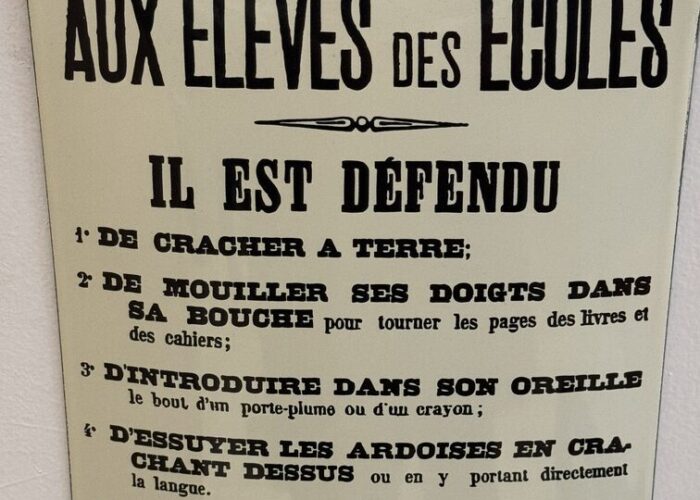 AUX ÉLÈVES DES ÉCOLES
IL EST DÉFENDU
1° DE CRACHER A TERRE;
2° DE MOUILLER SES DOIGTS DANS
SA BOUCHE pour tourner les pages des livres et
des cahiers;
3° D'INTRODUIRE DANS SON OREILLE
le bout d'un porte-plume ou d'un crayon;
4° D'ESSUYER LES ARDOISES EN CRA-
CHANT DESSUS ou en y portant directement
la langue.